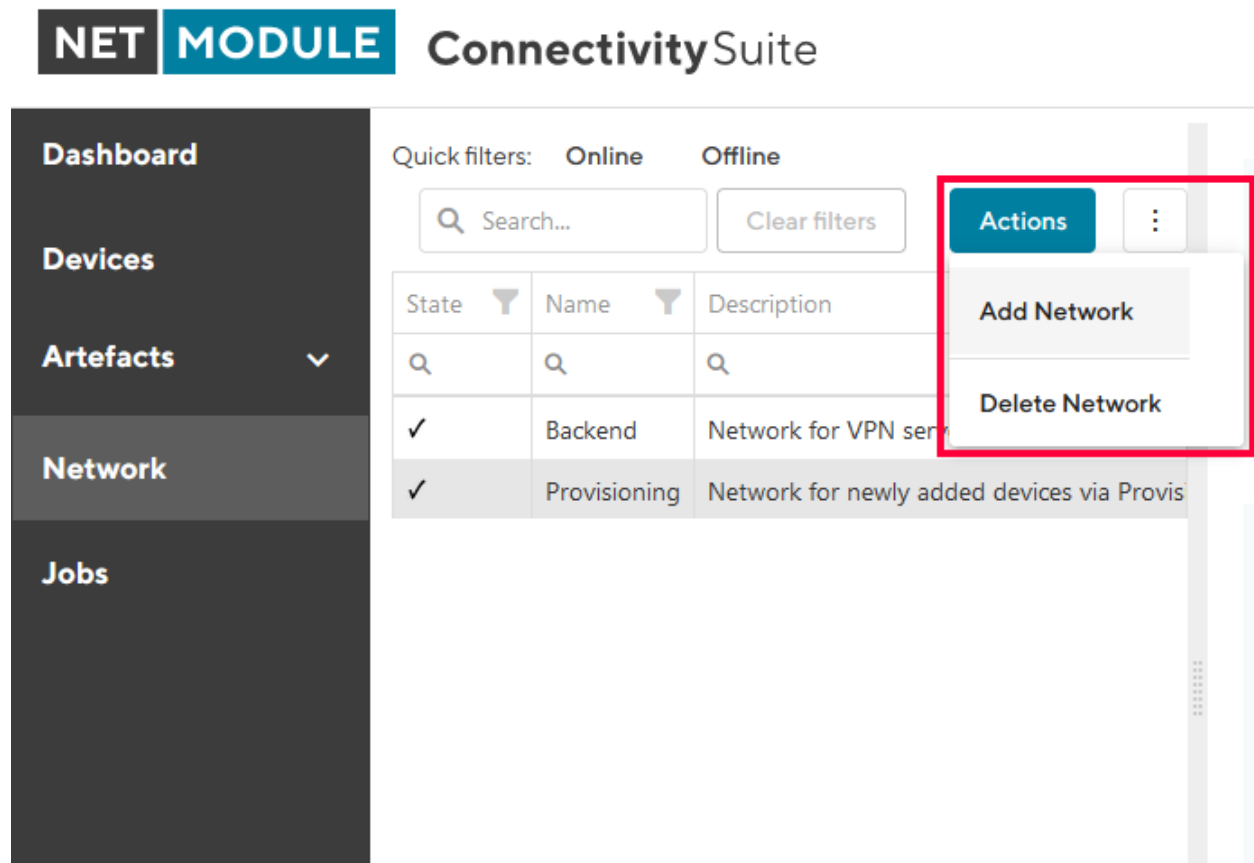 NET MODULE ConnectivitySuite
Dashboard
Devices
Artefacts
Network
Jobs
Quick filters: Online Offline
Search... Clear filters Actions
Add Network
Delete Network
State Name Description
Backend Network for VPN serv
Provisioning Network for newly added devices via Provis